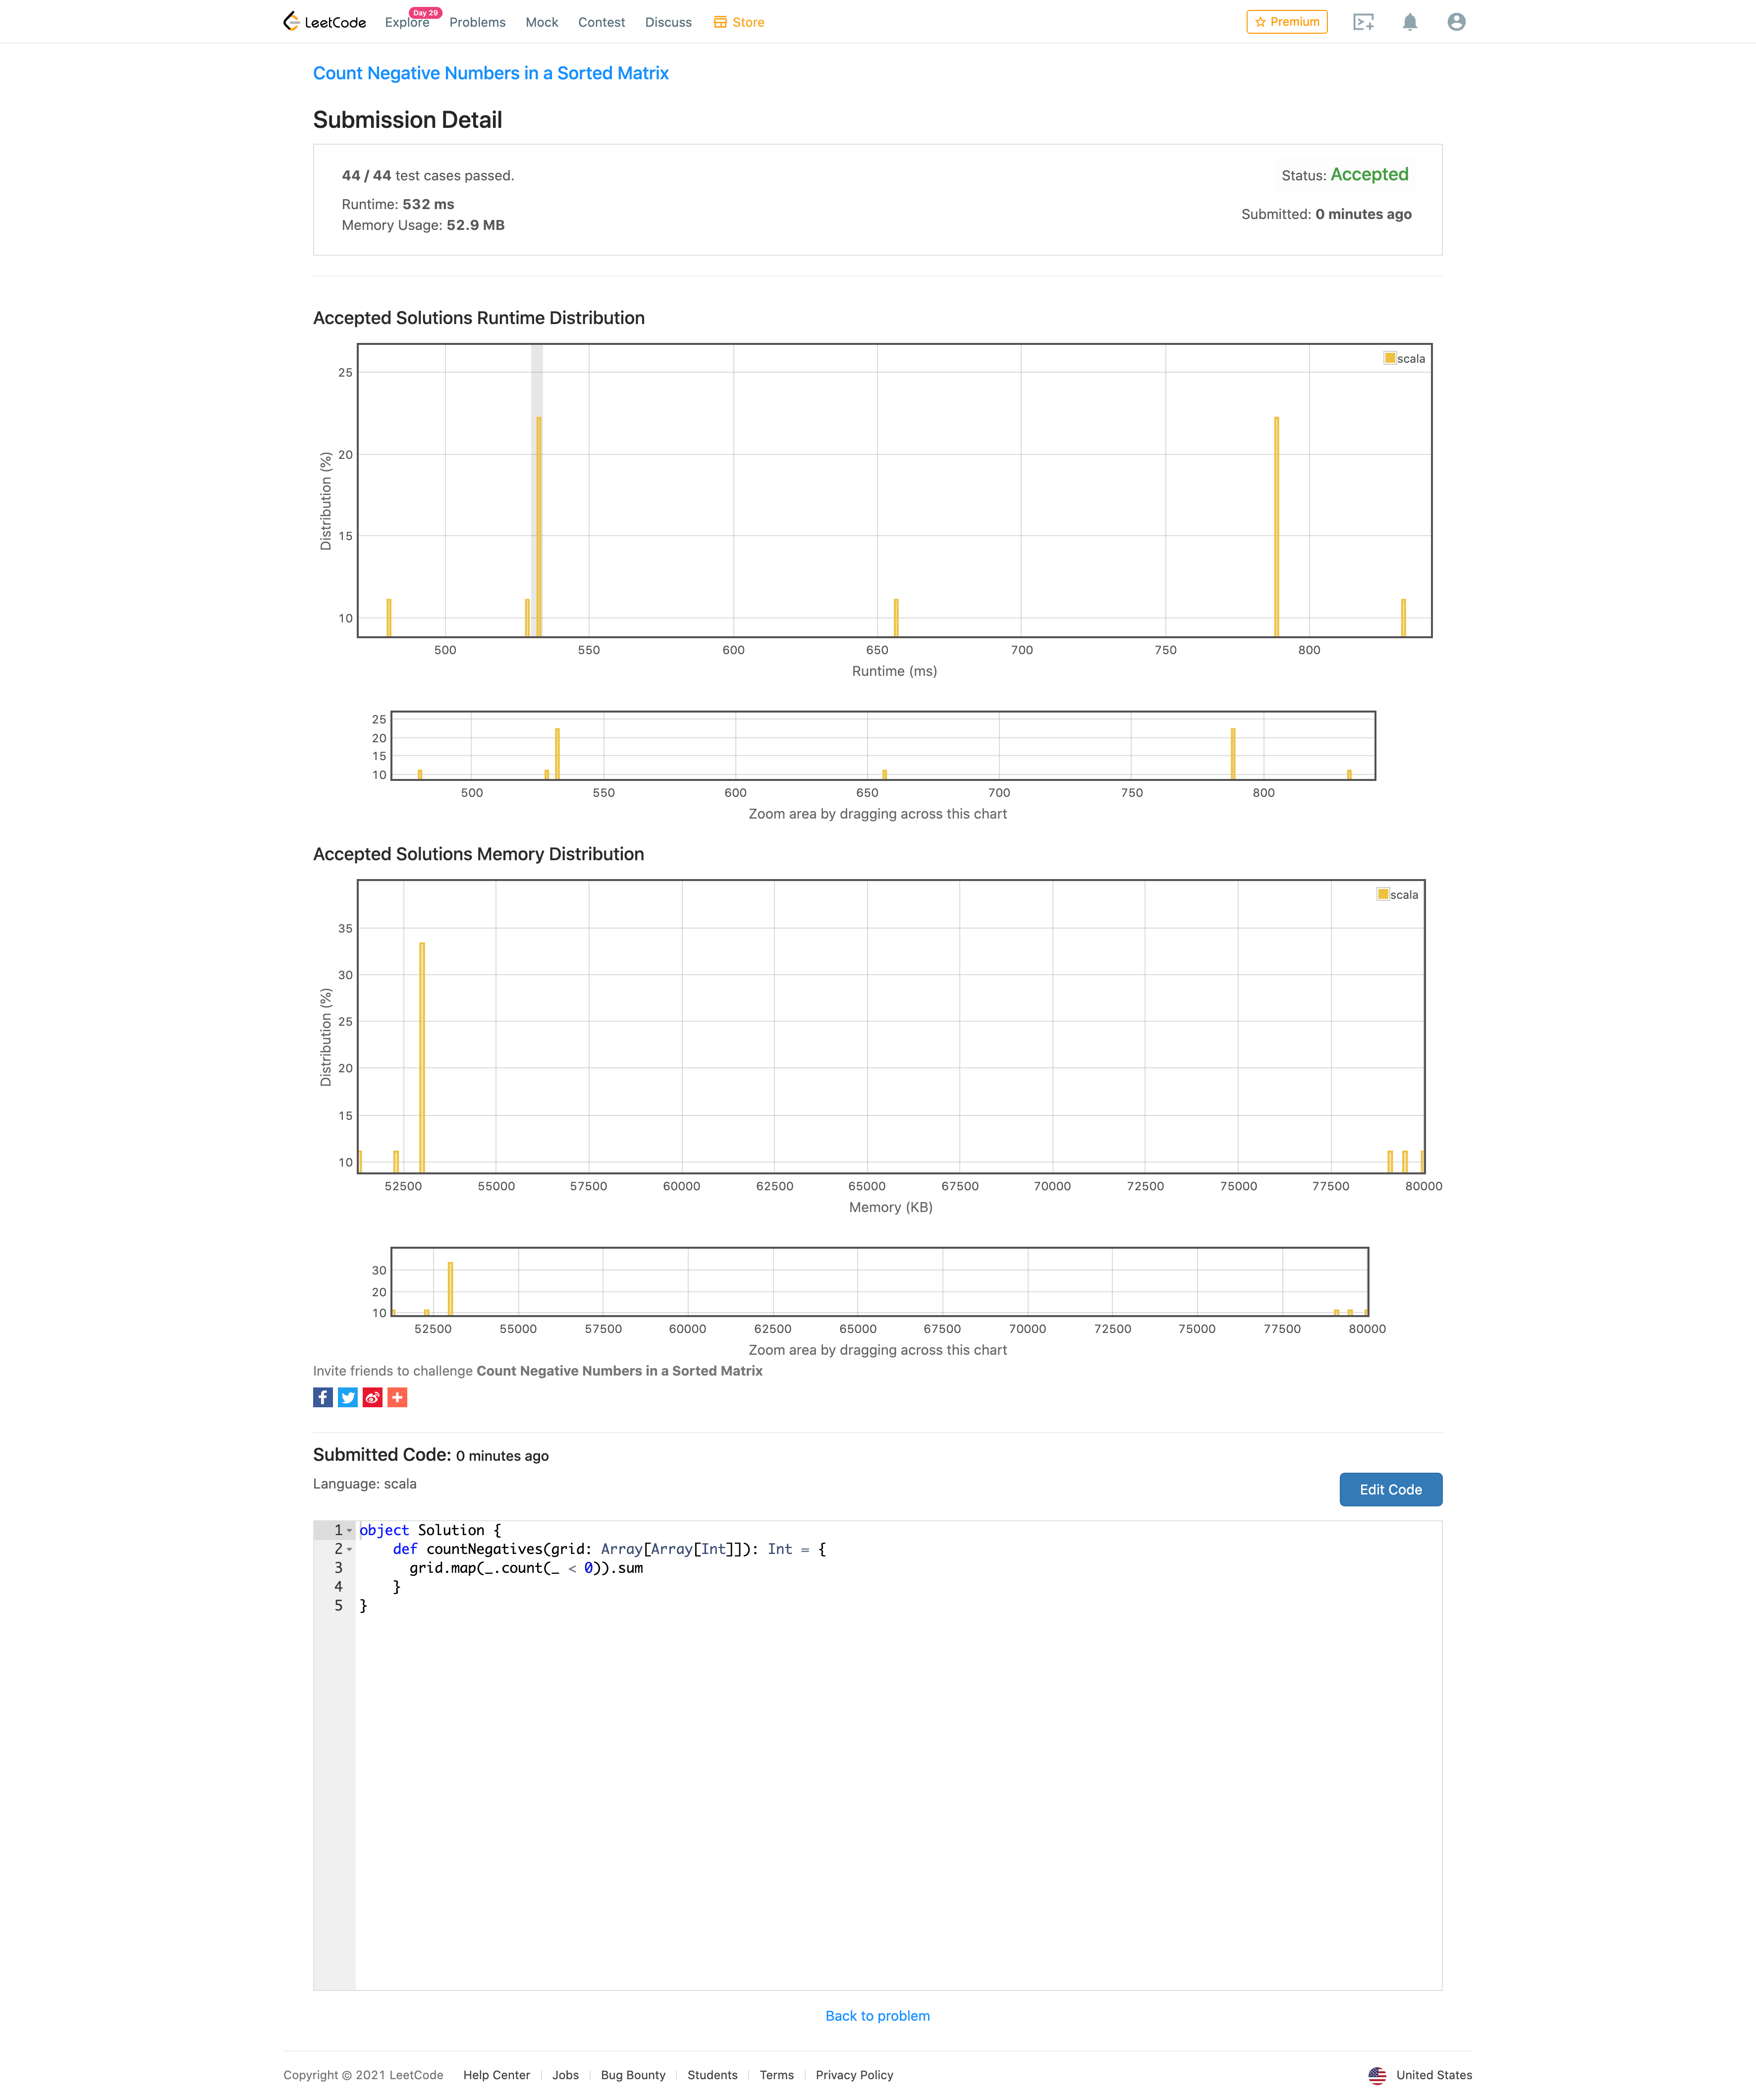 LeetCode Explore Day 29 Problems Mock Contest Discuss Store Premium
Count Negative Numbers in a Sorted Matrix
Submission Detail
44 / 44 test cases passed.
Status: Accepted
Runtime: 532 ms
Submitted: 0 minutes ago
Memory Usage: 52.9 MB
Accepted Solutions Runtime Distribution
scala
25
20
15
10
Distribution (%)
500 550 600 650 700 750 800
Runtime (ms)
25
20
15
10
500 550 600 650 700 750 800
Zoom area by dragging across this chart
Accepted Solutions Memory Distribution
scala
35
30
25
20
15
10
Distribution (%)
52500 55000 57500 60000 62500 65000 67500 70000 72500 75000 77500 80000
Memory (KB)
30
20
10
52500 55000 57500 60000 62500 65000 67500 70000 72500 75000 77500 80000
Zoom area by dragging across this chart
Invite friends to challenge Count Negative Numbers in a Sorted Matrix
Submitted Code: 0 minutes ago
Language: scala
Edit Code
1 object Solution {
2     def countNegatives(grid: Array[Array[Int]]): Int = {
3       grid.map(_.count(_ < 0)).sum
4     }
5 }
Back to problem
Copyright © 2021 LeetCode Help Center Jobs Bug Bounty Students Terms Privacy Policy United States